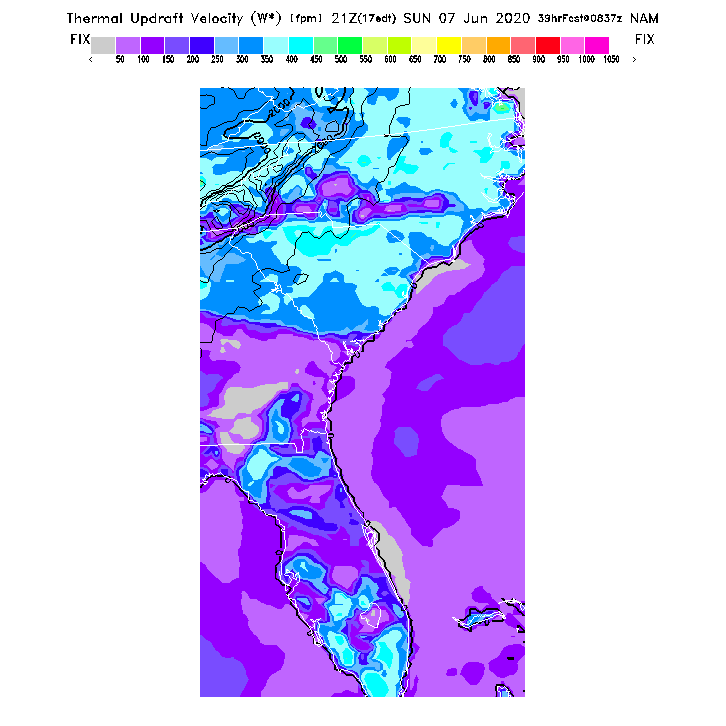 Thermal Updraft Velocity (W*) [fpm] 21Z(17edt) SUN 07 Jun 2020 39hrFcst@0837z NAM
FIX FIX
< 50 100 150 200 250 300 350 400 450 500 550 600 650 700 750 800 850 900 950 1000 1050 >
2000